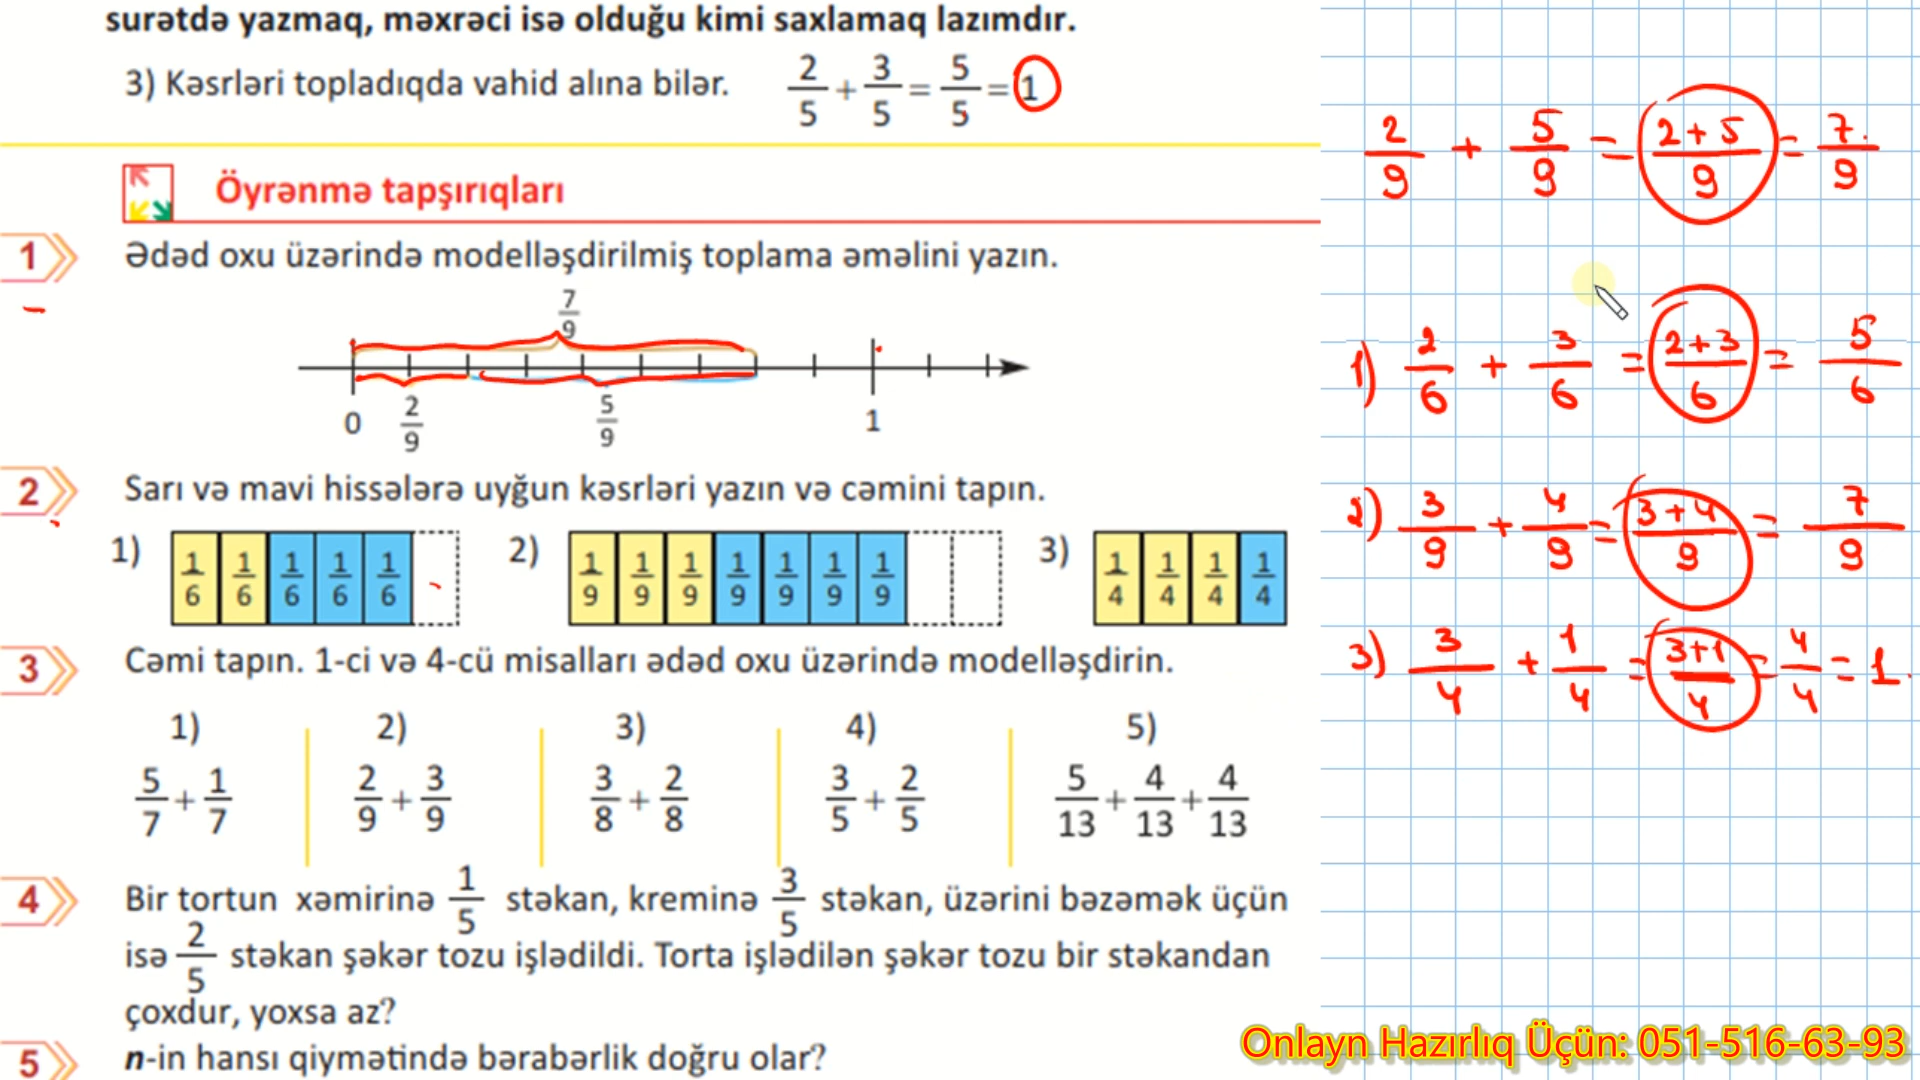 surətdə yazmaq, məxrəci isə olduğu kimi saxlamaq lazımdır.
3) Kəsrləri topladıqda vahid alına bilər. 2/5 + 3/5 = 5/5 = 1
Öyrənmə tapşırıqları
1 Ədəd oxu üzərində modelləşdirilmiş toplama əməlini yazın.
7/9
0 2/9 5/9 1
2 Sarı və mavi hissələrə uyğun kəsrləri yazın və cəmini tapın.
1) 1/6 1/6 1/6 1/6 1/6 2) 1/9 1/9 1/9 1/9 1/9 1/9 1/9 3) 1/4 1/4 1/4 1/4
3 Cəmi tapın. 1-ci və 4-cü misalları ədəd oxu üzərində modelləşdirin.
1) 2) 3) 4) 5)
5/7 + 1/7 2/9 + 3/9 3/8 + 2/8 3/5 + 2/5 5/13 + 4/13 + 4/13
4 Bir tortun xəmirinə 1/5 stəkan, kreminə 3/5 stəkan, üzərini bəzəmək üçün
isə 2/5 stəkan şəkər tozu işlədildi. Torta işlədilən şəkər tozu bir stəkandan
çoxdur, yoxsa az?
5 n-in hansı qiymətində bərabərlik doğru olar?
2/9 + 5/9 = 2+5/9 = 7/9
1) 2/6 + 3/6 = 2+3/6 = 5/6
2) 3/9 + 4/9 = 3+4/9 = 7/9
3) 3/4 + 1/4 = 3+1/4 = 4/4 = 1.
Onlayn Hazırlıq Üçün: 051-516-63-93